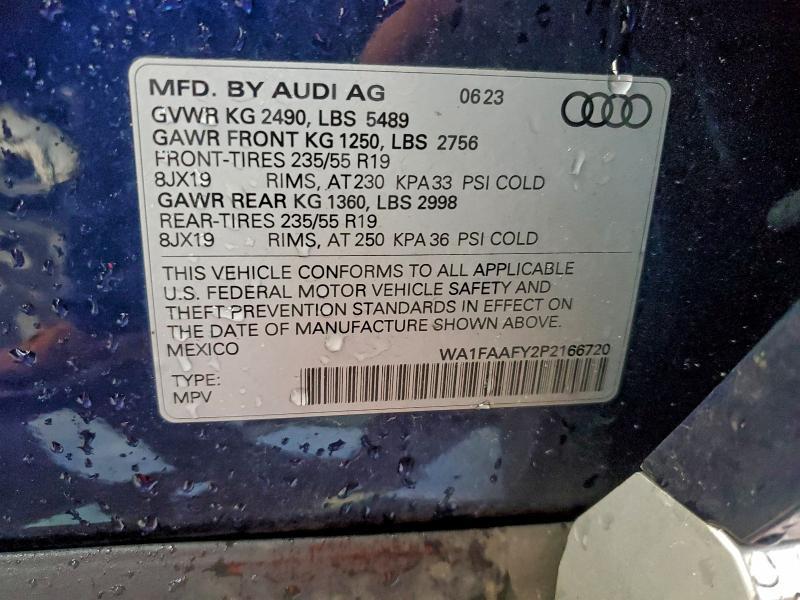 MFD. BY AUDI AG 0623
GVWR KG 2490, LBS 5489
GAWR FRONT KG 1250, LBS 2756
FRONT-TIRES 235/55 R19
8JX19 RIMS, AT 230 KPA 33 PSI COLD
GAWR REAR KG 1360, LBS 2998
REAR-TIRES 235/55 R19
8JX19 RIMS, AT 250 KPA 36 PSI COLD
THIS VEHICLE CONFORMS TO ALL APPLICABLE
U.S. FEDERAL MOTOR VEHICLE SAFETY AND
THEFT PREVENTION STANDARDS IN EFFECT ON
THE DATE OF MANUFACTURE SHOWN ABOVE.
MEXICO WA1FAAFY2P2166720
TYPE:
MPV